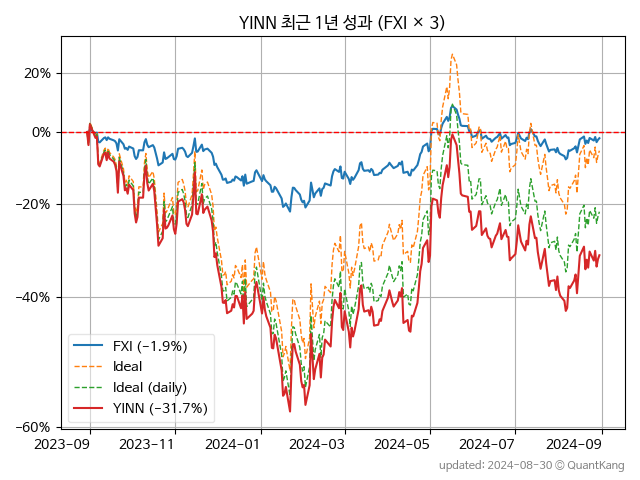 YINN 최근 1년 성과 (FXI × 3)
20%
0%
−20%
−40%
−60%
FXI (−1.9%)
Ideal
Ideal (daily)
YINN (−31.7%)
2023-09 2023-11 2024-01 2024-03 2024-05 2024-07 2024-09
updated: 2024-08-30 © QuantKang